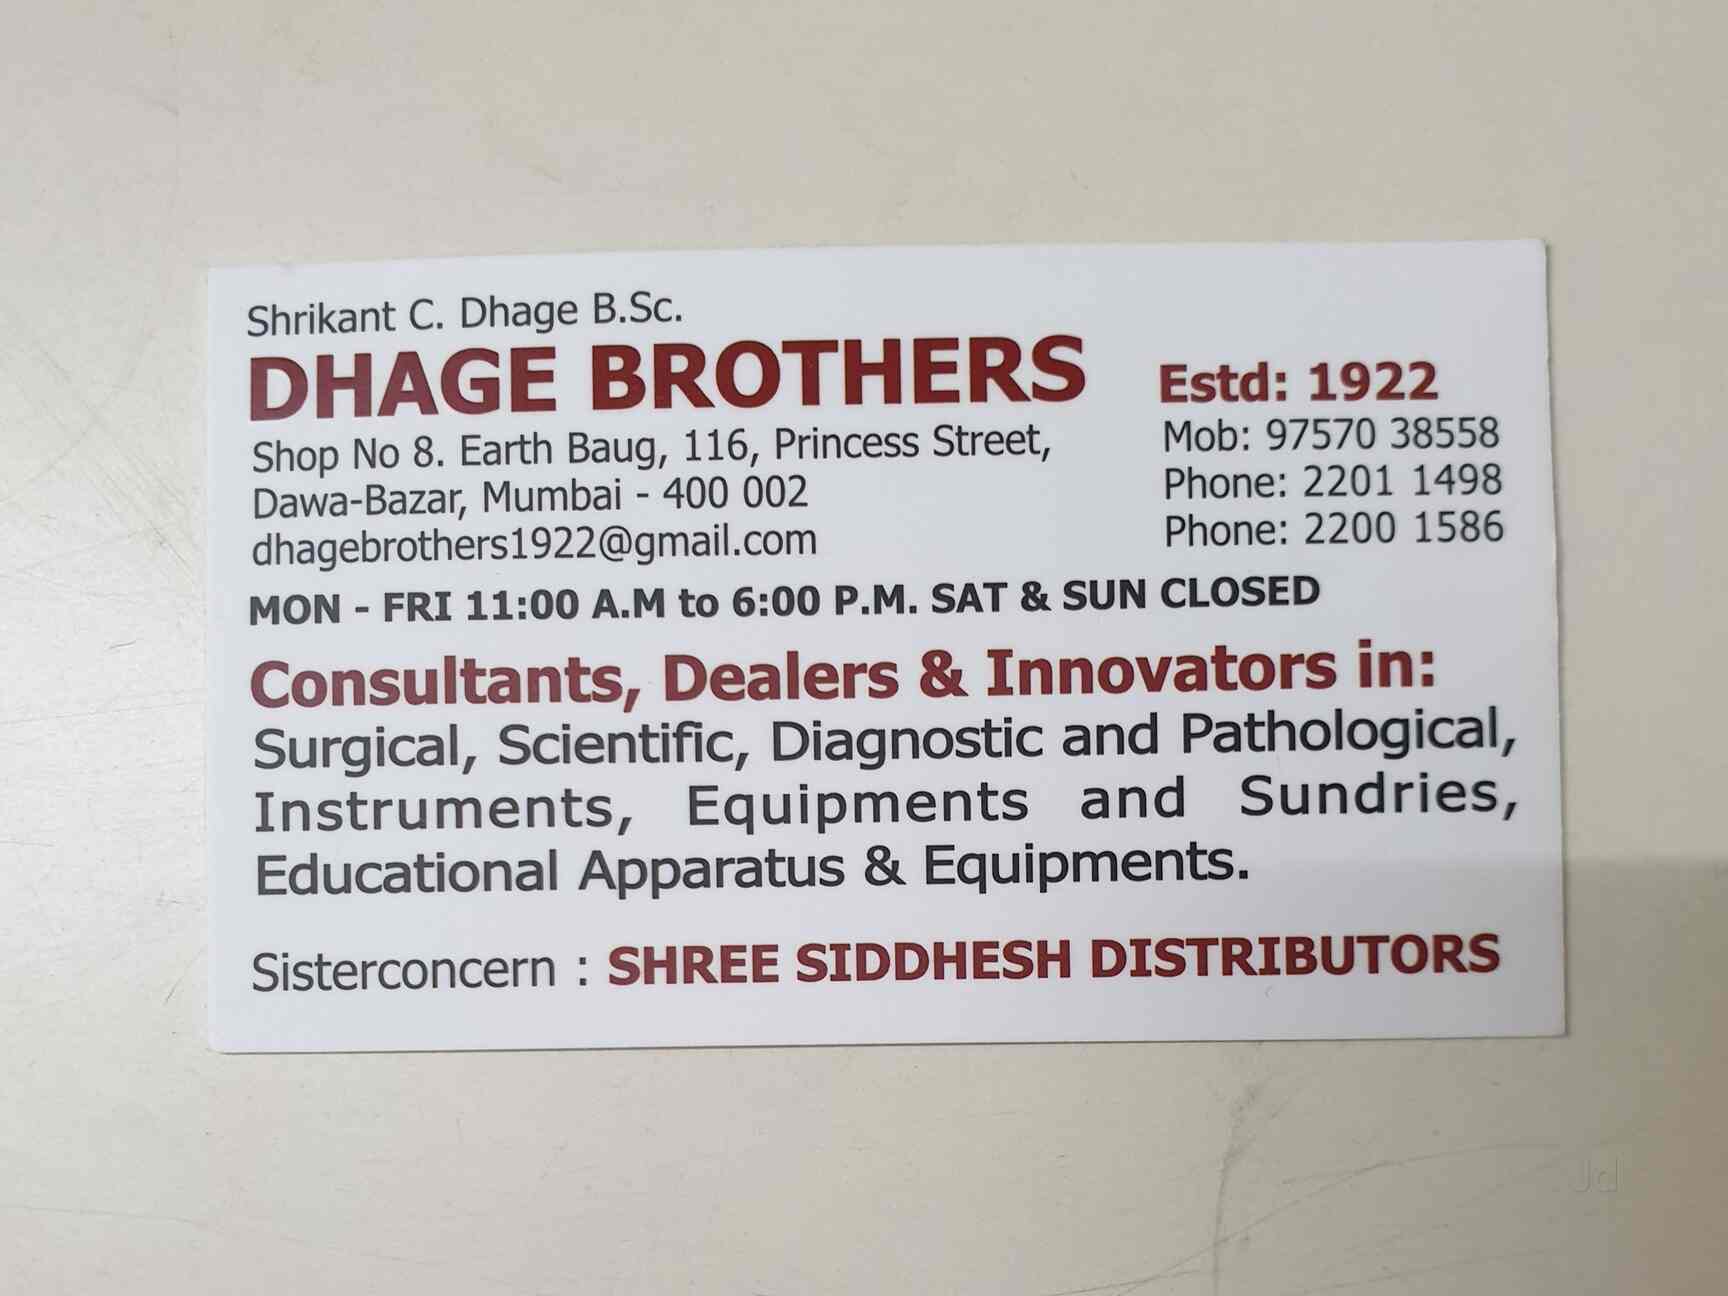 Shrikant C. Dhage B.Sc.
DHAGE BROTHERS
Shop No 8. Earth Baug, 116, Princess Street,
Dawa-Bazar, Mumbai - 400 002
dhagebrothers1922@gmail.com
Estd: 1922
Mob: 97570 38558
Phone: 2201 1498
Phone: 2200 1586
MON - FRI 11:00 A.M to 6:00 P.M. SAT & SUN CLOSED
Consultants, Dealers & Innovators in:
Surgical, Scientific, Diagnostic and Pathological,
Instruments, Equipments and Sundries,
Educational Apparatus & Equipments.
Sisterconcern : SHREE SIDDHESH DISTRIBUTORS
Jd